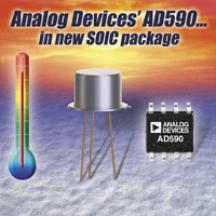 Analog Devices' AD590...
in new SOIC package
ANALOG
DEVICES
AD590